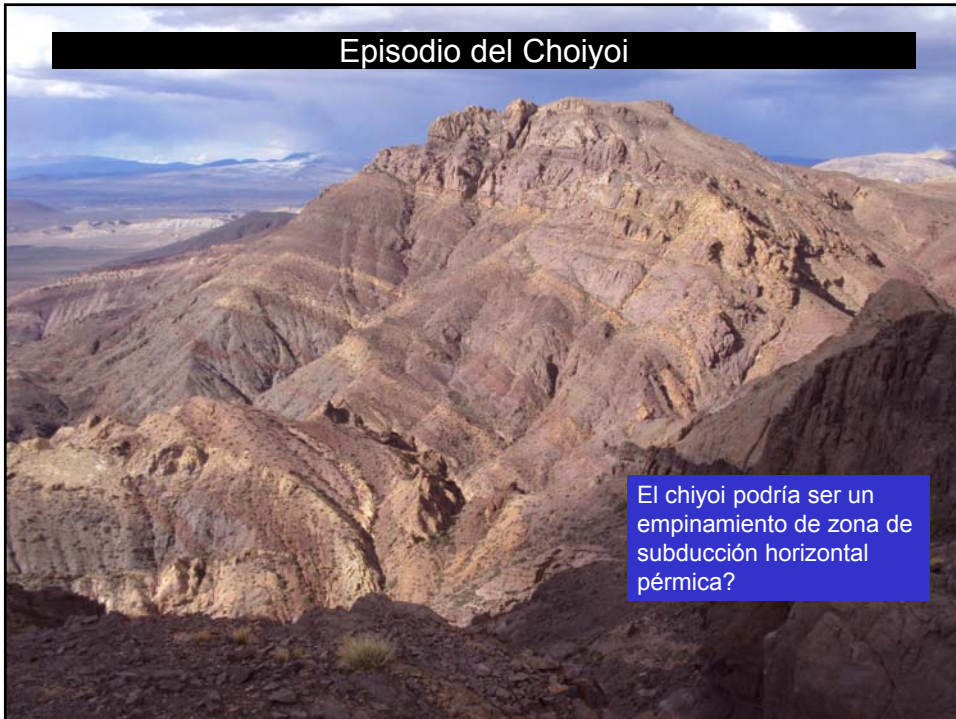 Episodio del Choiyoi
El chiyoi podría ser un
empinamiento de zona de
subducción horizontal
pérmica?